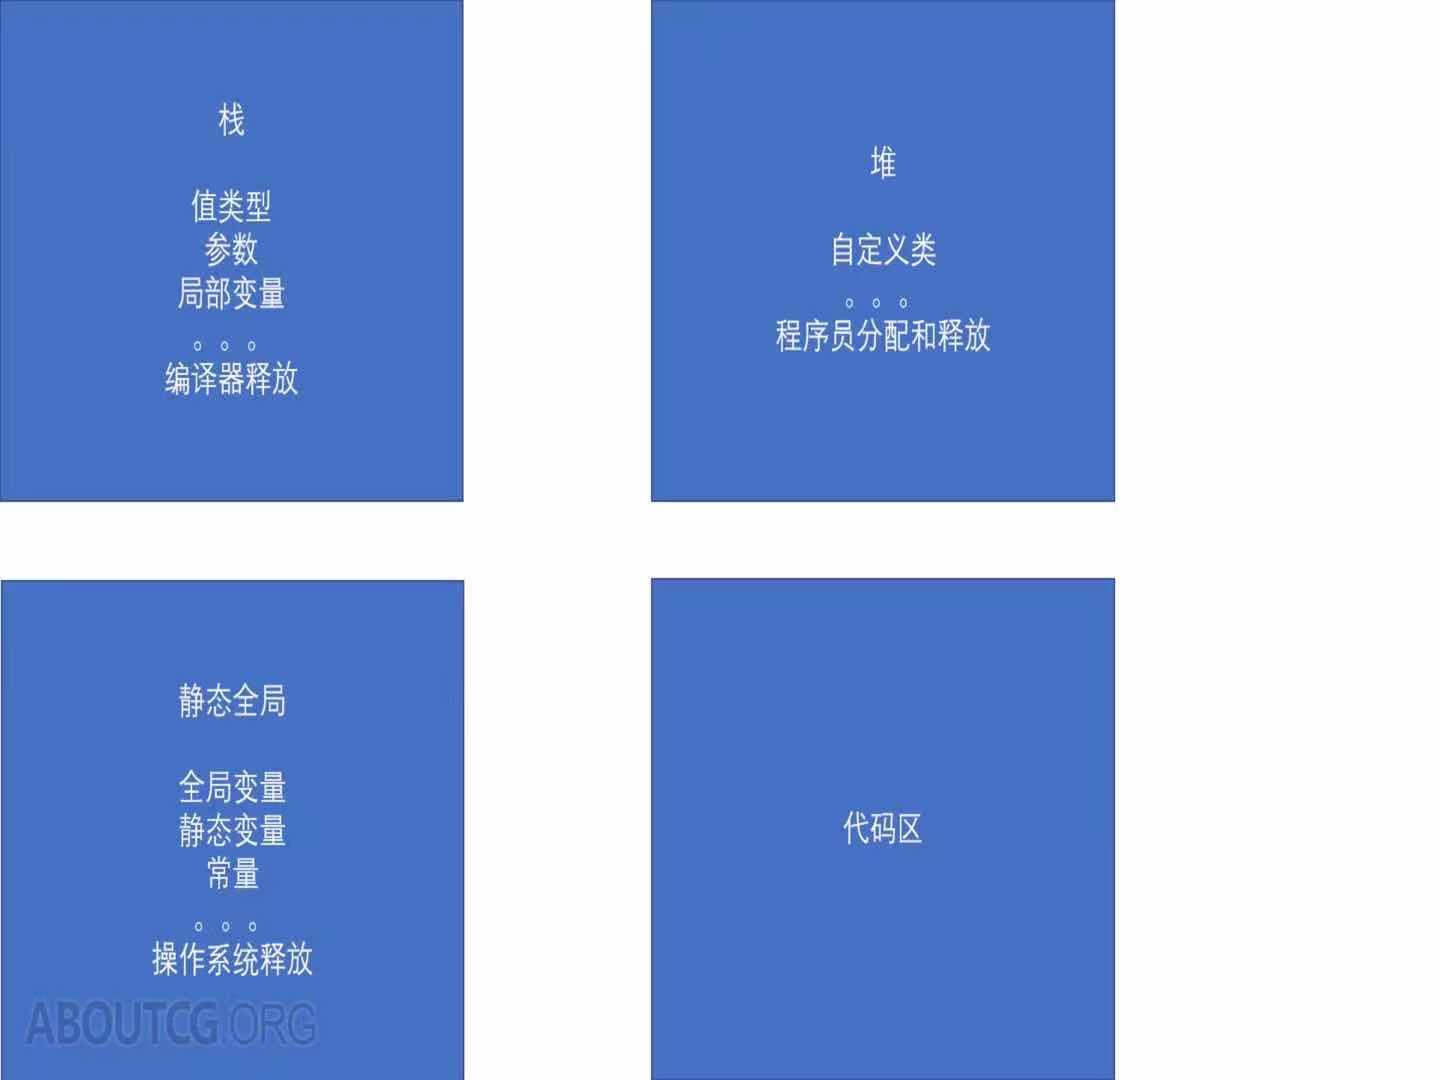 栈
值类型
参数
局部变量
。。。
编译器释放
堆
自定义类
。。。
程序员分配和释放
静态全局
全局变量
静态变量
常量
。。。
操作系统释放
代码区
ABOUTCG.ORG